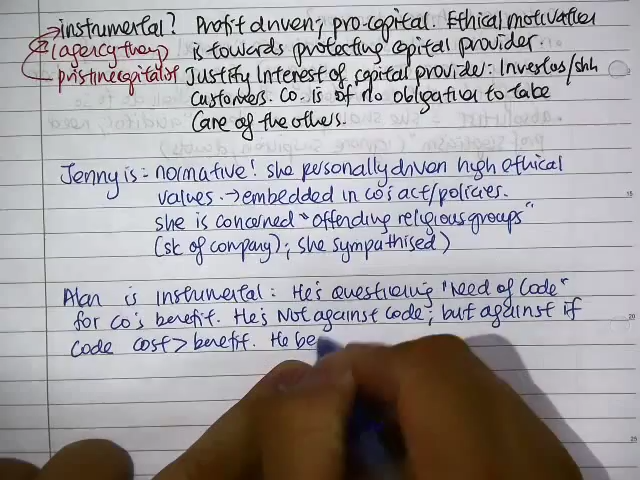 instrumental? Profit driven; pro-capital. Ethical motivation
(agency theory) is towards protecting capital provider.
pristine capitalist Justify interest of capital provider: Investors/shh
customers. Co. is of no obligation to take
care of the others.
Jenny is = normative! she personally driven high ethical
values. → embedded in co's act/policies.
she is concerned "offending religious groups"
(sk of company); she sympathised)
Alan is instrumental: He's questioning "need of Code"
for co's benefit. He's Not against code; but against if
code cost > benefit. He be